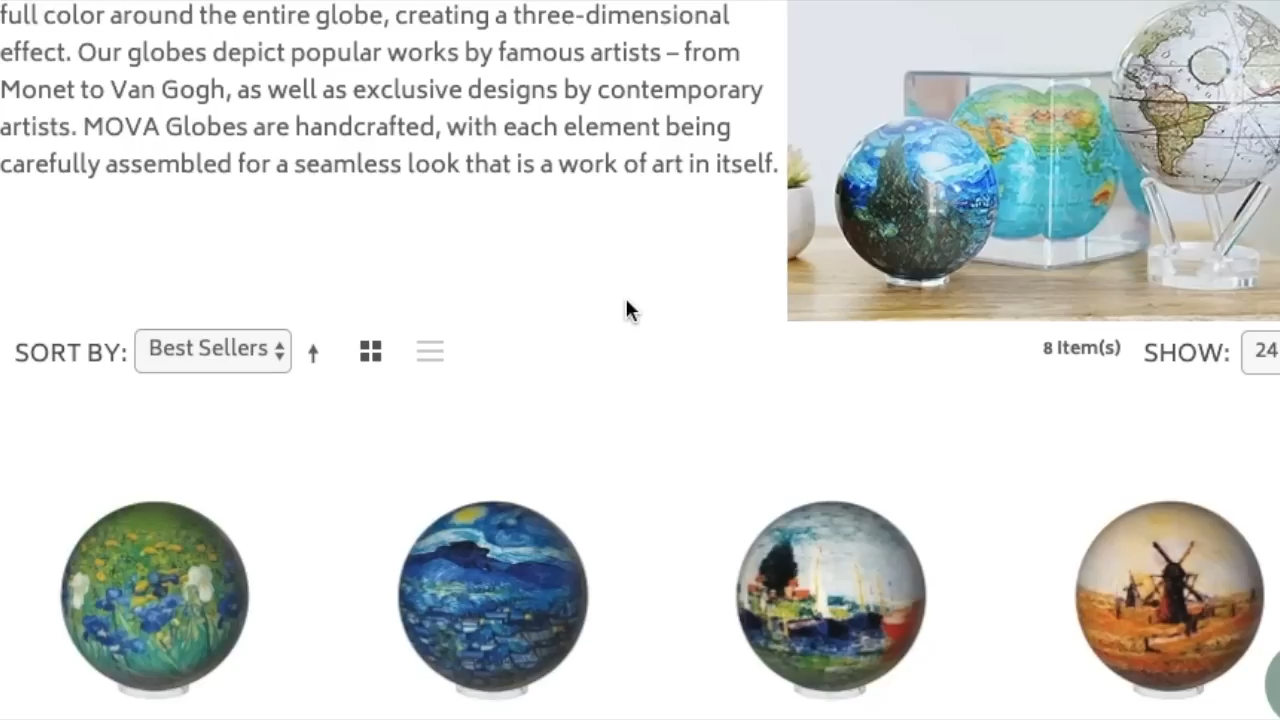 full color around the entire globe, creating a three-dimensional
effect. Our globes depict popular works by famous artists – from
Monet to Van Gogh, as well as exclusive designs by contemporary
artists. MOVA Globes are handcrafted, with each element being
carefully assembled for a seamless look that is a work of art in itself.
SORT BY: Best Sellers 8 Item(s) SHOW: 24